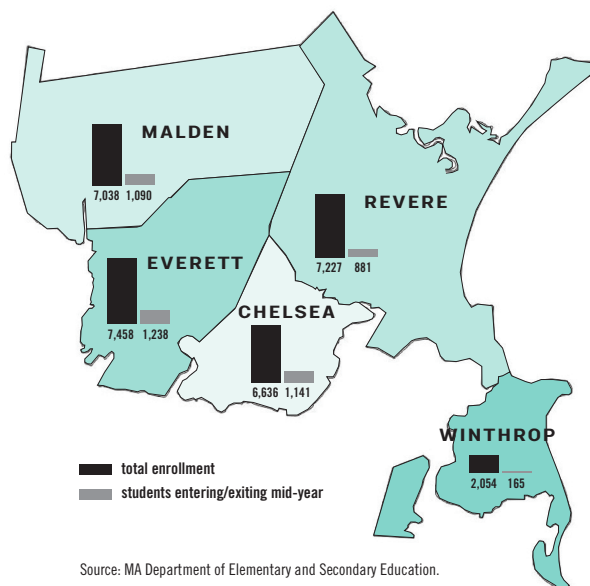 MALDEN
7,038 1,090
REVERE
7,227 881
EVERETT
7,458 1,238
CHELSEA
6,636 1,141
WINTHROP
2,054 165
total enrollment
students entering/exiting mid-year
Source: MA Department of Elementary and Secondary Education.